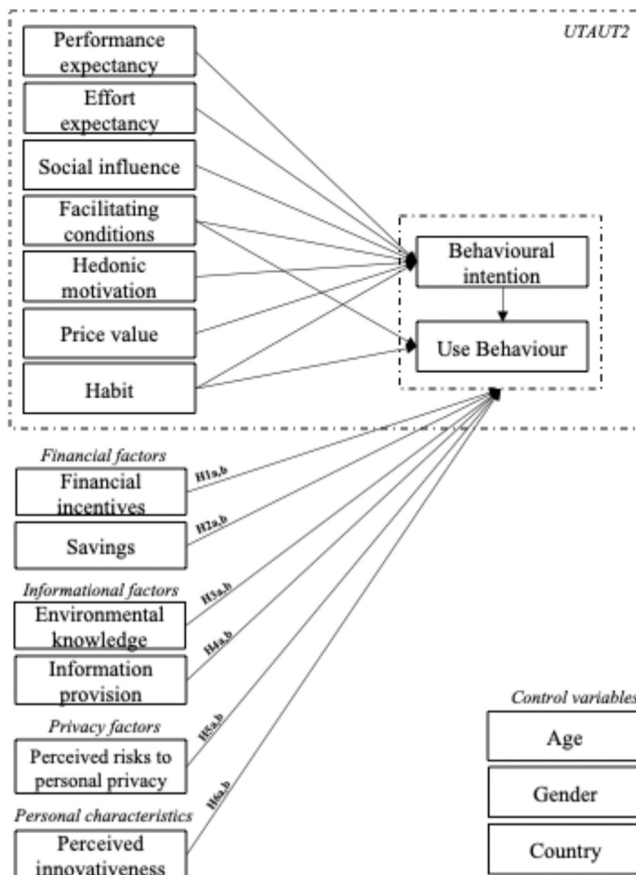 UTAUT2
Performance
expectancy
Effort
expectancy
Social influence
Facilitating
conditions
Hedonic
motivation
Price value
Habit
Behavioural
intention
Use Behaviour
Financial factors
Financial
incentives
H1a,b
Savings
H2a,b
Informational factors
Environmental
knowledge
H3a,b
Information
provision
H4a,b
Privacy factors
Perceived risks to
personal privacy
H5a,b
Personal characteristics
Perceived
innovativeness
H6a,b
Control variables
Age
Gender
Country